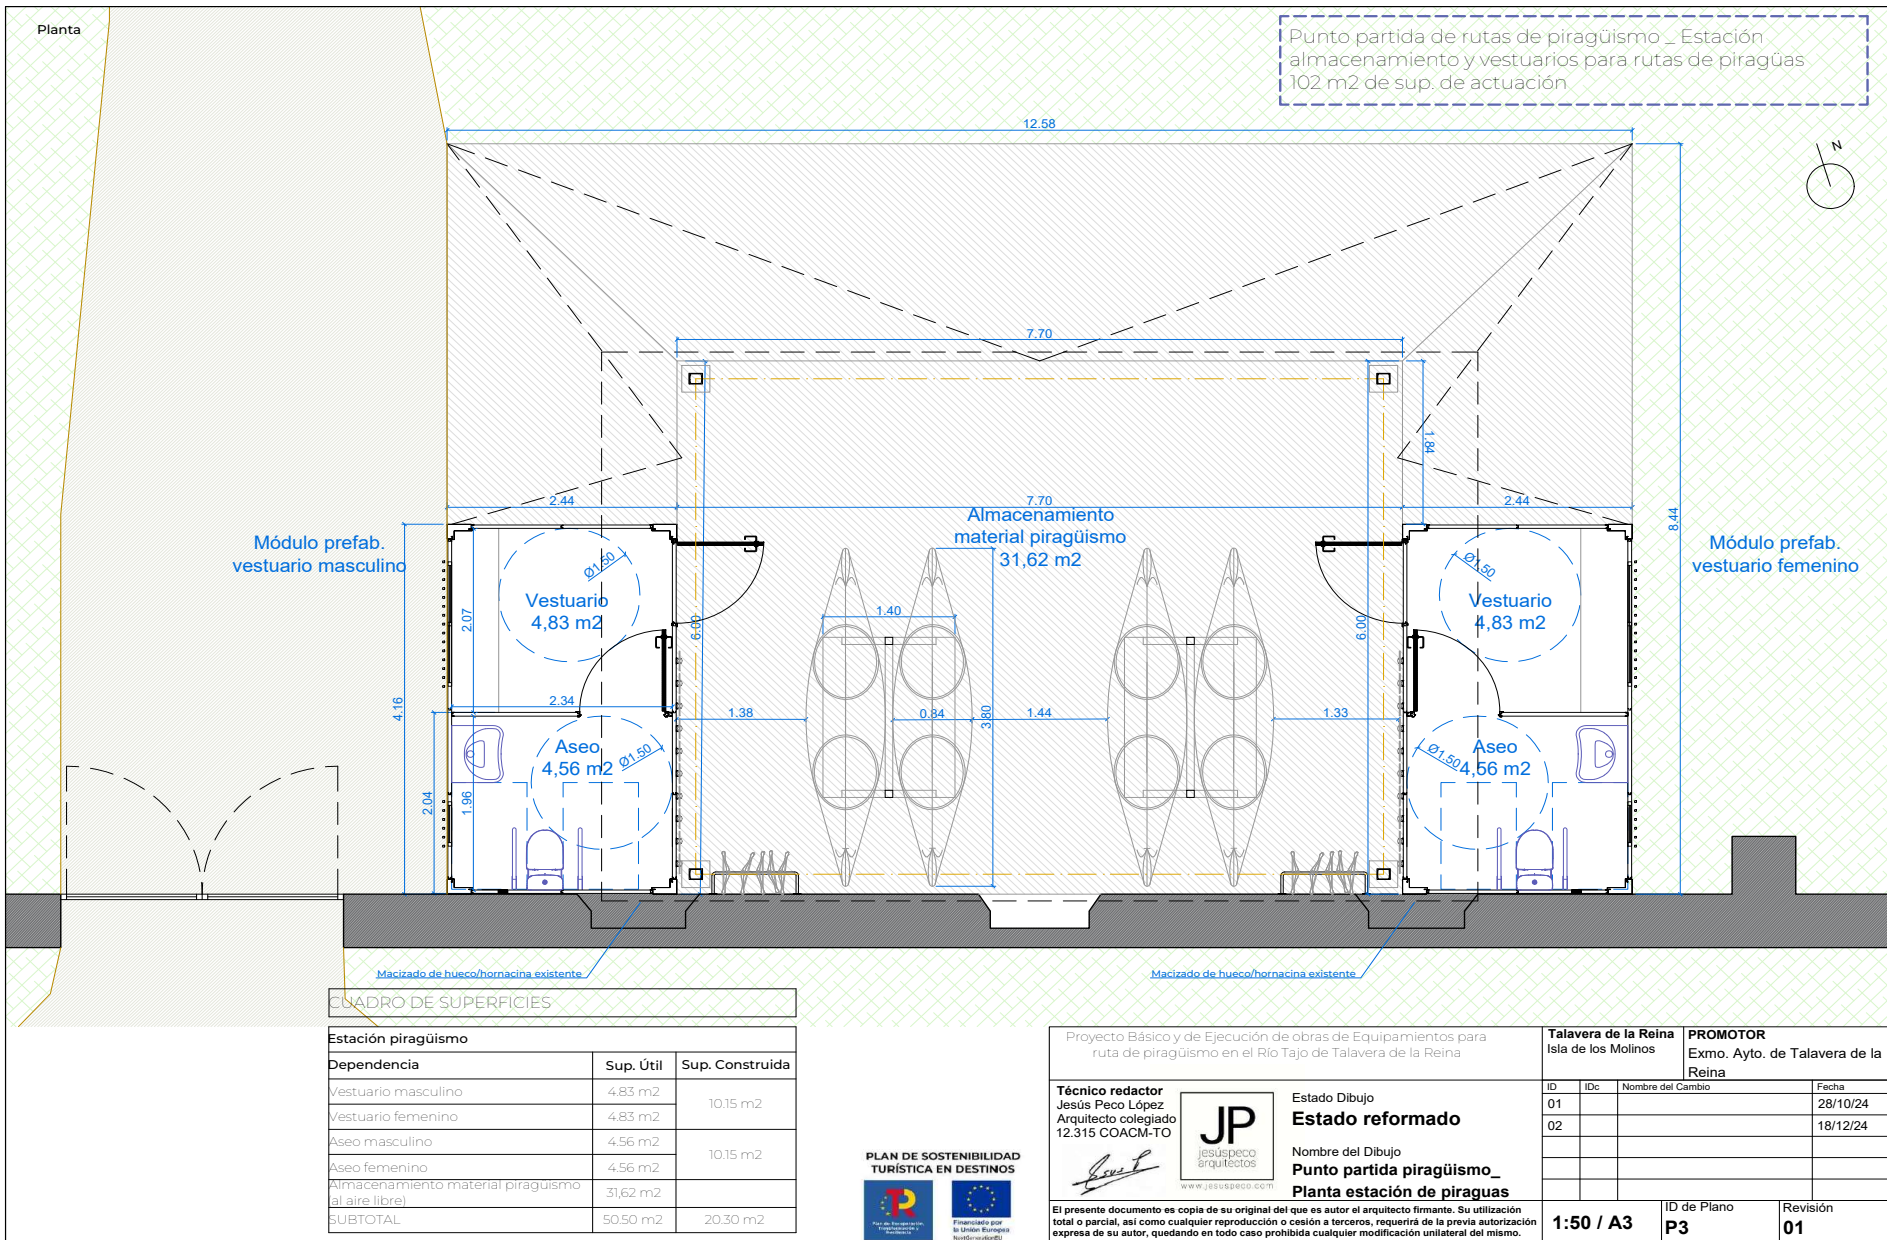 Planta
Punto partida de rutas de piragüismo _ Estación
almacenamiento y vestuarios para rutas de piragüas
102 m2 de sup. de actuación
12.58
N
7.70
1.84
2.44
7.70
2.44
8.44
Almacenamiento
material piragüismo
31,62 m2
Módulo prefab.
vestuario masculino
Módulo prefab.
vestuario femenino
Ø1.50
Ø1.50
Vestuario
4,83 m2
Vestuario
4,83 m2
1.40
2.07
6.00
6.00
4.16
2.34
1.38
0.84
3.80
1.44
1.33
Aseo
4,56 m2
Ø1.50
Aseo
4,56 m2
Ø1.50
2.04
1.96
Macizado de hueco/hornacina existente
Macizado de hueco/hornacina existente
CUADRO DE SUPERFICIES
Estación piragüismo
Dependencia Sup. Útil Sup. Construida
Vestuario masculino 4.83 m2 10.15 m2
Vestuario femenino 4.83 m2
Aseo masculino 4.56 m2 10.15 m2
Aseo femenino 4.56 m2
Almacenamiento material piragüismo
(al aire libre) 31,62 m2
SUBTOTAL 50.50 m2 20.30 m2
PLAN DE SOSTENIBILIDAD
TURÍSTICA EN DESTINOS
Plan de Recuperación,
Transformación y
Resiliencia
Financiado por
la Unión Europea
NextGenerationEU
Proyecto Básico y de Ejecución de obras de Equipamientos para
ruta de piragüismo en el Río Tajo de Talavera de la Reina
Técnico redactor
Jesús Peco López
Arquitecto colegiado
12.315 COACM-TO
JP
jesúspeco
arquitectos
www.jesuspeco.com
Estado Dibujo
Estado reformado
Nombre del Dibujo
Punto partida piragüismo_
Planta estación de piraguas
El presente documento es copia de su original del que es autor el arquitecto firmante. Su utilización
total o parcial, así como cualquier reproducción o cesión a terceros, requerirá de la previa autorización
expresa de su autor, quedando en todo caso prohibida cualquier modificación unilateral del mismo.
Talavera de la Reina
Isla de los Molinos
PROMOTOR
Exmo. Ayto. de Talavera de la
Reina
ID IDc Nombre del Cambio Fecha
01 28/10/24
02 18/12/24
1:50 / A3
ID de Plano
P3
Revisión
01